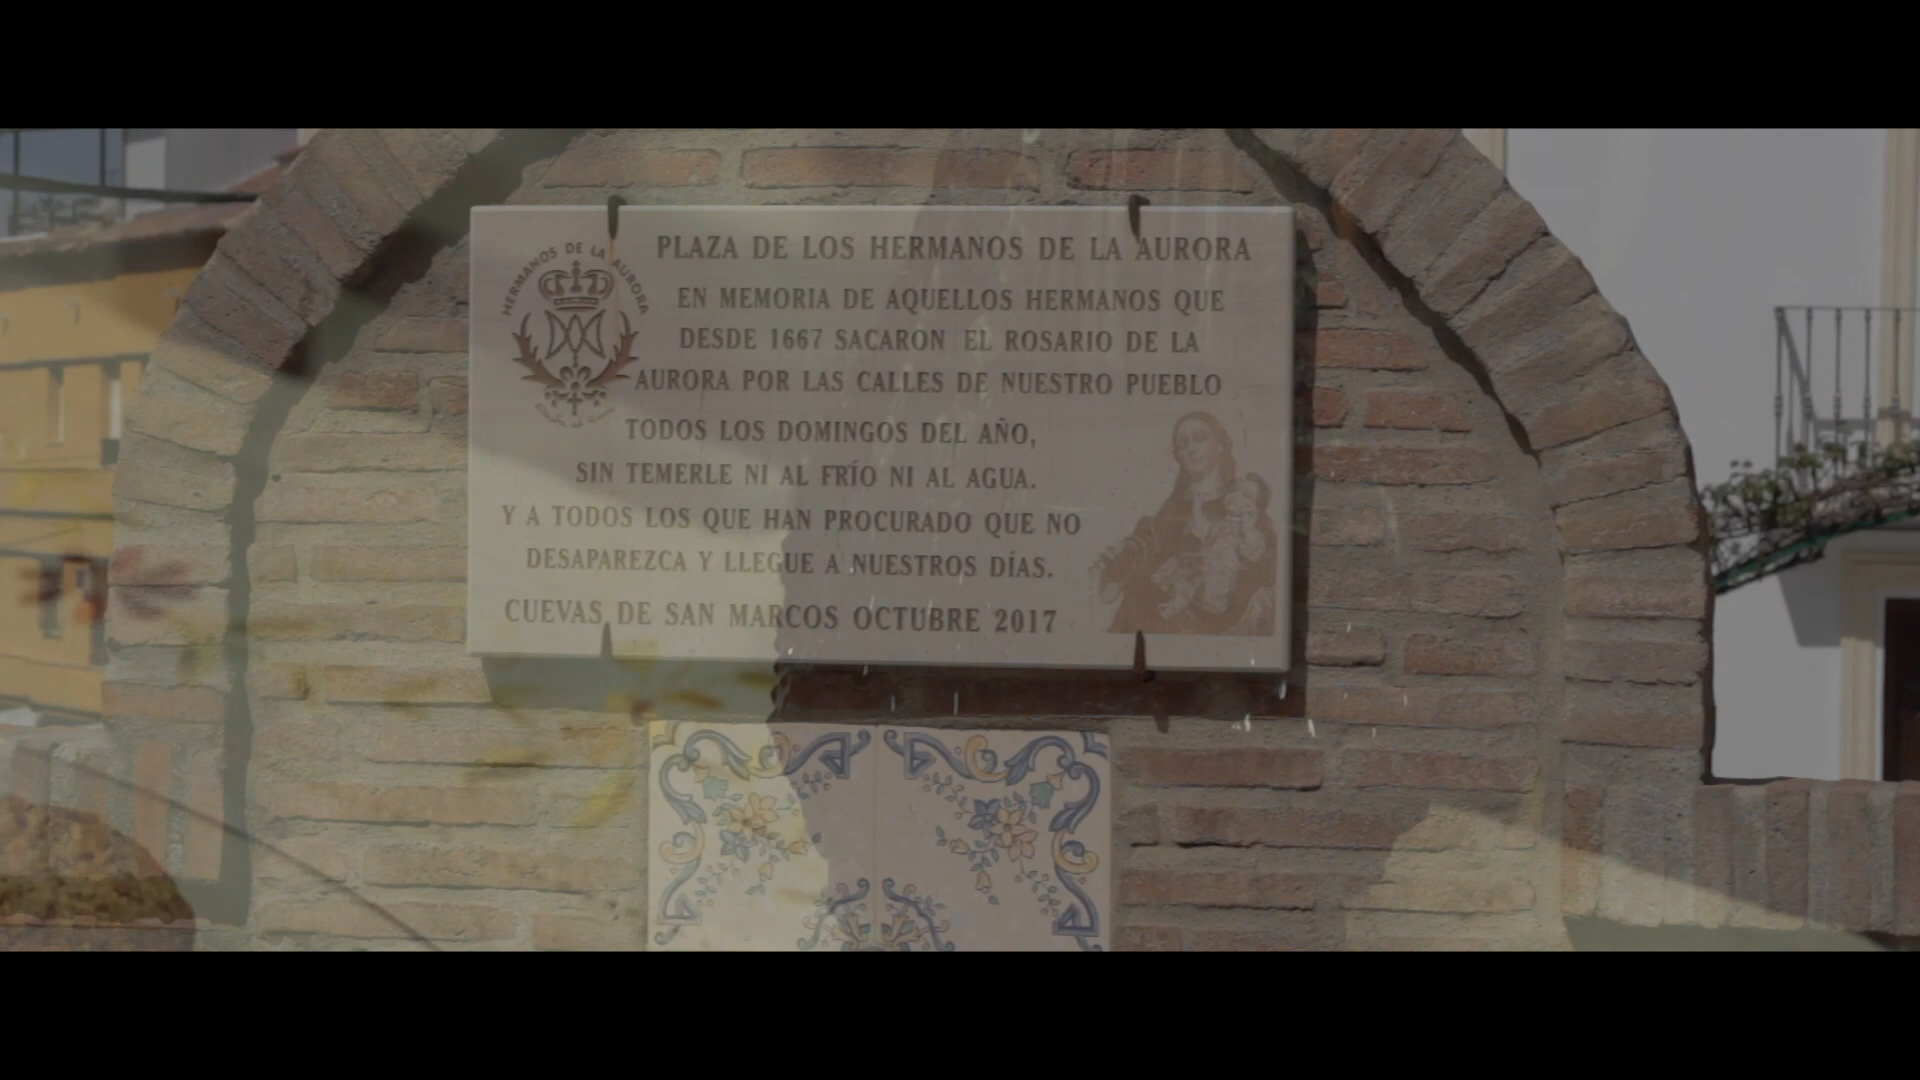 HERMANOS DE LA AURORA
PLAZA DE LOS HERMANOS DE LA AURORA
EN MEMORIA DE AQUELLOS HERMANOS QUE
DESDE 1667 SACARON EL ROSARIO DE LA
AURORA POR LAS CALLES DE NUESTRO PUEBLO
TODOS LOS DOMINGOS DEL AÑO,
SIN TEMERLE NI AL FRÍO NI AL AGUA.
Y A TODOS LOS QUE HAN PROCURADO QUE NO
DESAPAREZCA Y LLEGUE A NUESTROS DÍAS.
CUEVAS DE SAN MARCOS OCTUBRE 2017